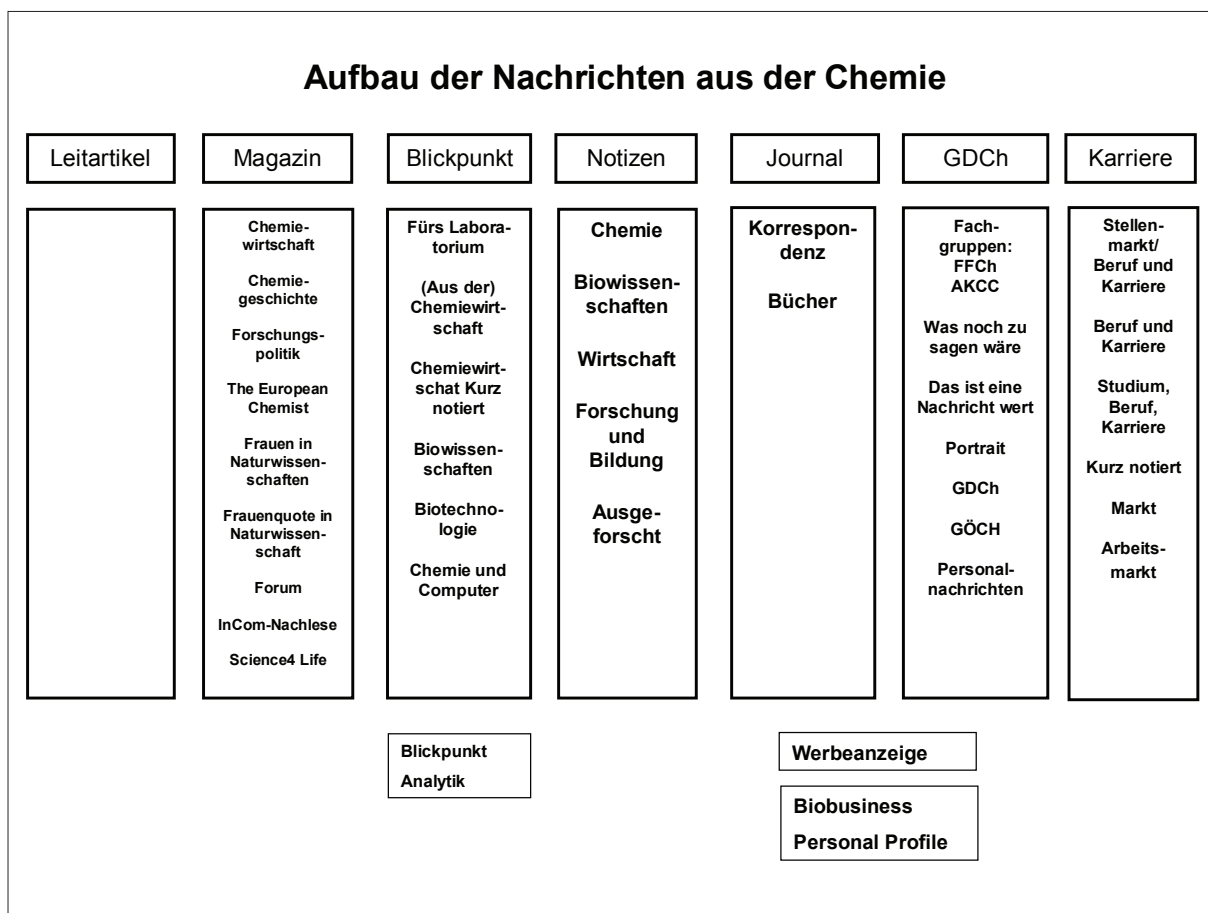 Aufbau der Nachrichten aus der Chemie
Leitartikel
Magazin
Blickpunkt
Notizen
Journal
GDCh
Karriere
Chemie-
wirtschaft
Chemie-
geschichte
Forschungs-
politik
The European
Chemist
Frauen in
Naturwissen-
schaften
Frauenquote in
Naturwissen-
schaft
Forum
InCom-Nachlese
Science4 Life
Fürs Labora-
torium
(Aus der)
Chemiewirt-
schaft
Chemiewirt-
schat Kurz
notiert
Biowissen-
schaften
Biotechno-
logie
Chemie und
Computer
Chemie
Biowissen-
schaften
Wirtschaft
Forschung
und
Bildung
Ausge-
forscht
Korrespon-
denz
Bücher
Fach-
gruppen:
FFCh
AKCC
Was noch zu
sagen wäre
Das ist eine
Nachricht wert
Portrait
GDCh
GÖCH
Personal-
nachrichten
Stellen-
markt/
Beruf und
Karriere
Beruf und
Karriere
Studium,
Beruf,
Karriere
Kurz notiert
Markt
Arbeits-
markt
Blickpunkt
Analytik
Werbeanzeige
Biobusiness
Personal Profile